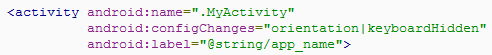 <activity android:name=".MyActivity"
android:configChanges="orientation|keyboardHidden"
android:label="@string/app_name">